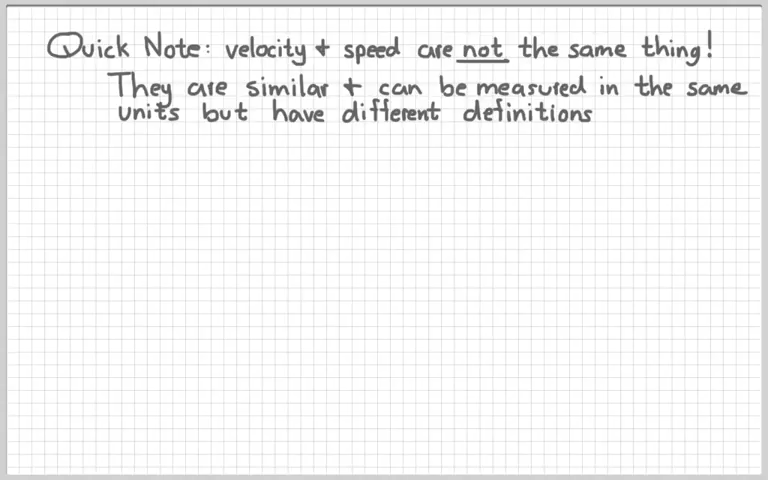 Quick Note: velocity + speed are not the same thing!
They are similar + can be measured in the same
units but have different definitions